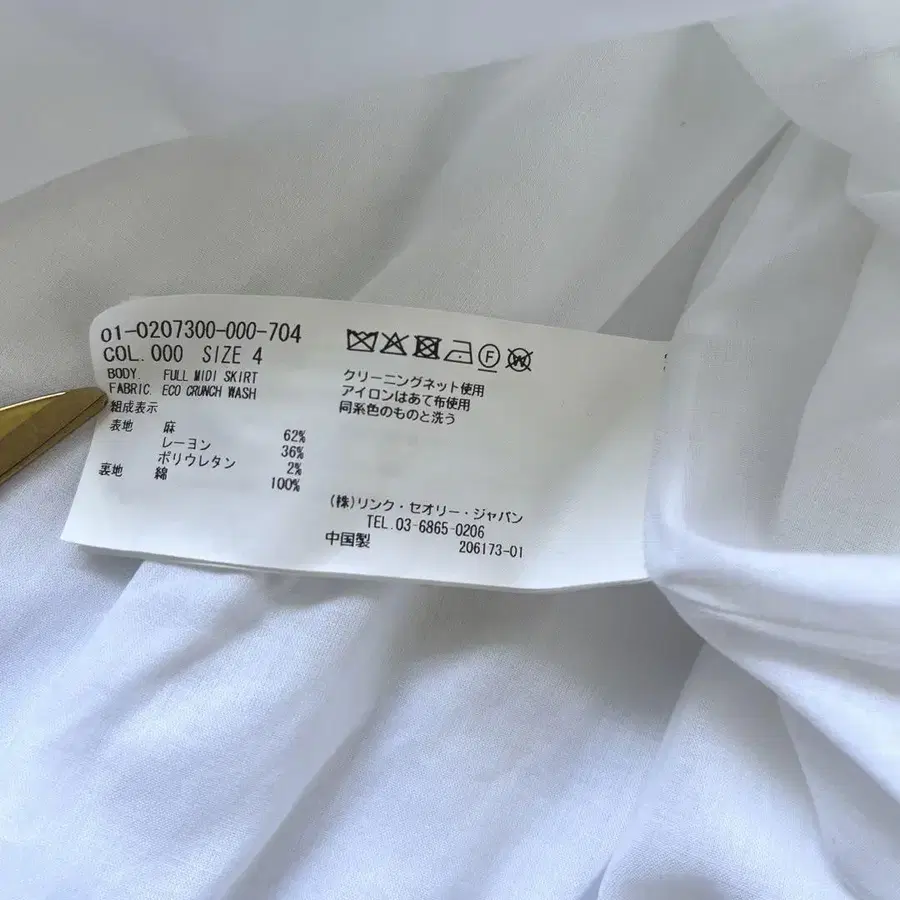 01-0207300-000-704
COL. 000 SIZE 4
BODY. FULL MIDI SKIRT
FABRIC. ECO CRUNCH WASH
組成表示
表地 麻 62%
レーヨン 36%
ポリウレタン 2%
裏地 綿 100%
F W
クリーニングネット使用
アイロンはあて布使用
同系色のものと洗う
(株)リンク・セオリー・ジャパン
TEL.03-6865-0206
中国製 206173-01